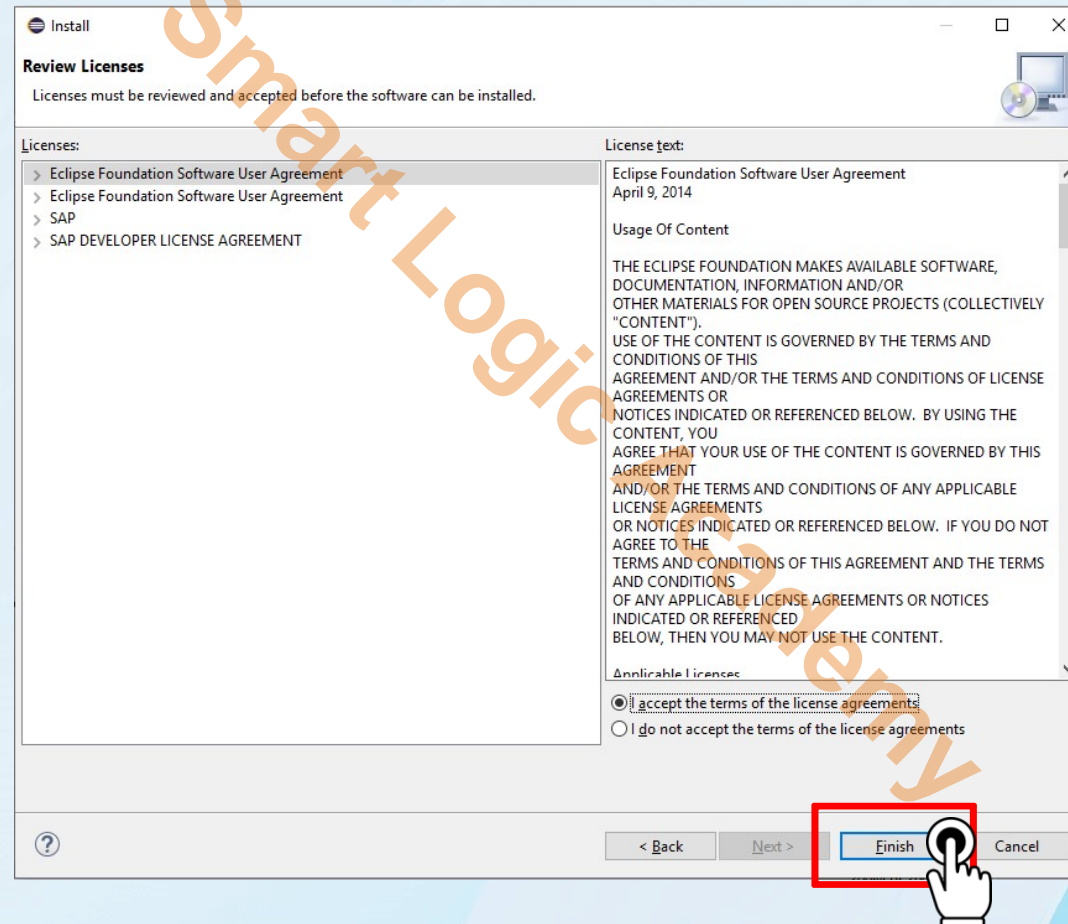 Install
Review Licenses
Licenses must be reviewed and accepted before the software can be installed.
Licenses:
Eclipse Foundation Software User Agreement
Eclipse Foundation Software User Agreement
SAP
SAP DEVELOPER LICENSE AGREEMENT
License text:
Eclipse Foundation Software User Agreement
April 9, 2014
Usage Of Content
THE ECLIPSE FOUNDATION MAKES AVAILABLE SOFTWARE,
DOCUMENTATION, INFORMATION AND/OR
OTHER MATERIALS FOR OPEN SOURCE PROJECTS (COLLECTIVELY
"CONTENT").
USE OF THE CONTENT IS GOVERNED BY THE TERMS AND
CONDITIONS OF THIS
AGREEMENT AND/OR THE TERMS AND CONDITIONS OF LICENSE
AGREEMENTS OR
NOTICES INDICATED OR REFERENCED BELOW. BY USING THE
CONTENT, YOU
AGREE THAT YOUR USE OF THE CONTENT IS GOVERNED BY THIS
AGREEMENT
AND/OR THE TERMS AND CONDITIONS OF ANY APPLICABLE
LICENSE AGREEMENTS
OR NOTICES INDICATED OR REFERENCED BELOW. IF YOU DO NOT
AGREE TO THE
TERMS AND CONDITIONS OF THIS AGREEMENT AND THE TERMS
AND CONDITIONS
OF ANY APPLICABLE LICENSE AGREEMENTS OR NOTICES
INDICATED OR REFERENCED
BELOW, THEN YOU MAY NOT USE THE CONTENT.
Applicable Licenses
I accept the terms of the license agreements
I do not accept the terms of the license agreements
< Back
Next >
Finish
Cancel
Smart Logic Academy